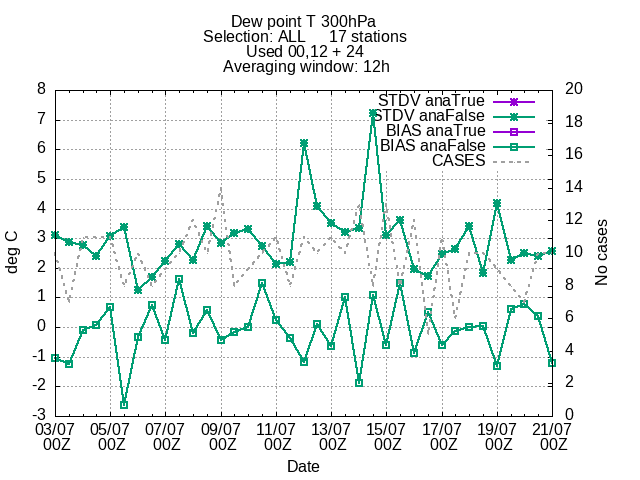 Dew point T 300hPa
Selection: ALL 17 stations
Used 00,12 + 24
Averaging window: 12h
STDV anaTrue
STDV anaFalse
BIAS anaTrue
BIAS anaFalse
CASES
8
7
6
5
4
3
2
1
0
-1
-2
-3
deg C
20
18
16
14
12
10
8
6
4
2
0
No cases
03/07 05/07 07/07 09/07 11/07 13/07 15/07 17/07 19/07 21/07
00Z 00Z 00Z 00Z 00Z 00Z 00Z 00Z 00Z 00Z
Date